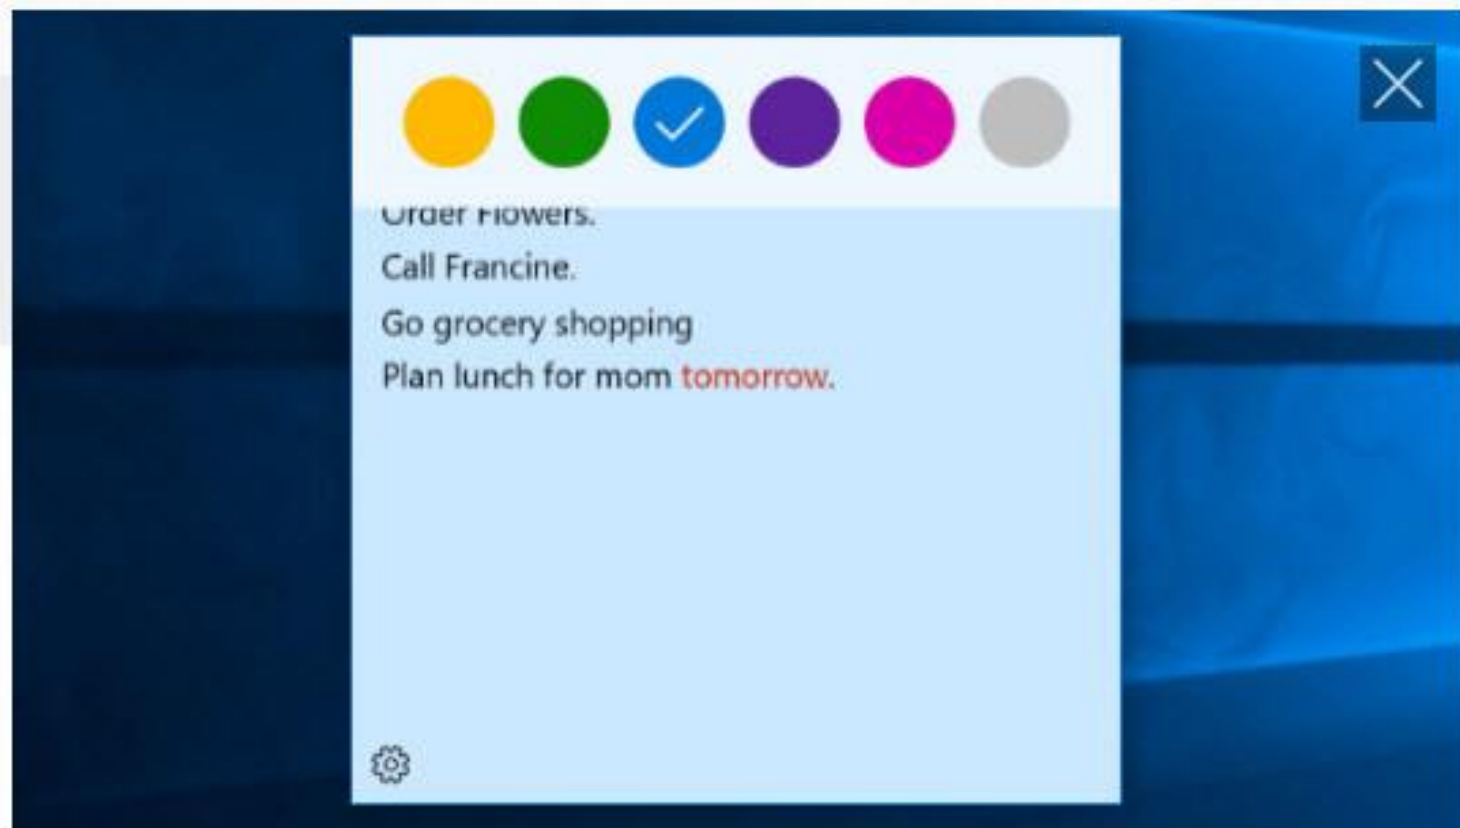 Order Flowers.
Call Francine.
Go grocery shopping
Plan lunch for mom tomorrow.